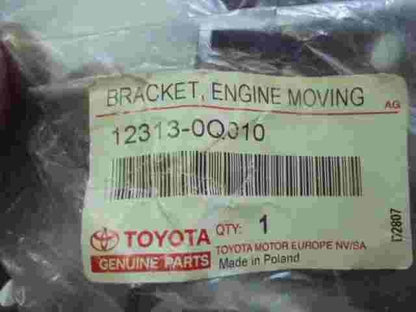 BRACKET, ENGINE MOVING
AG
12313-0Q010
TOYOTA
GENUINE PARTS
QTY: 1
TOYOTA MOTOR EUROPE NV/SA
Made in Poland
T2807